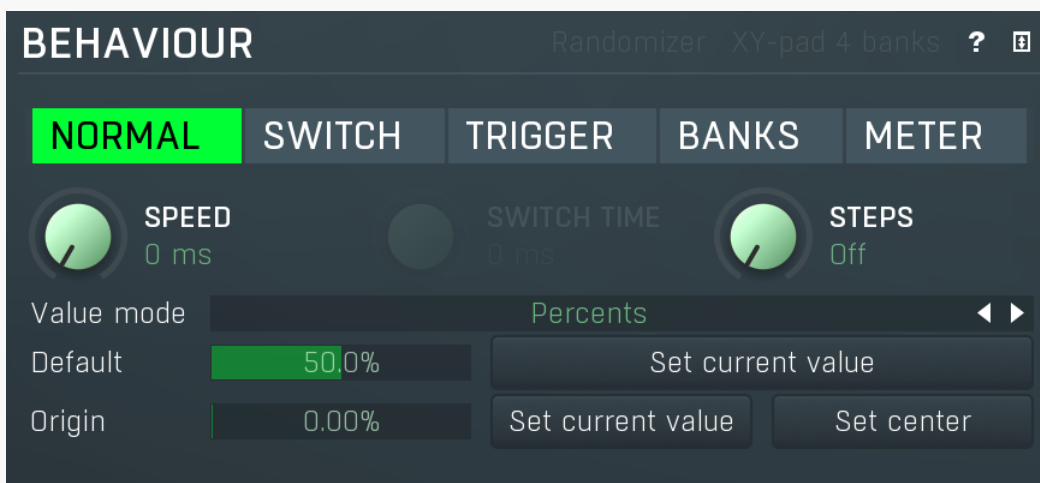 BEHAVIOUR Randomizer XY-pad 4 banks ?
NORMAL SWITCH TRIGGER BANKS METER
SPEED SWITCH TIME STEPS
0 ms 0 ms Off
Value mode Percents
Default 50.0% Set current value
Origin 0.00% Set current value Set center